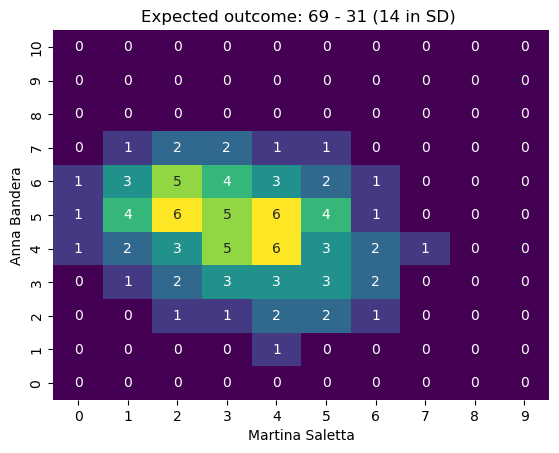 Expected outcome: 69 - 31 (14 in SD)
10 0 0 0 0 0 0 0 0 0 0
9 0 0 0 0 0 0 0 0 0 0
8 0 0 0 0 0 0 0 0 0 0
7 0 1 2 2 1 1 0 0 0 0
6 1 3 5 4 3 2 1 0 0 0
5 1 4 6 5 6 4 1 0 0 0
4 1 2 3 5 6 3 2 1 0 0
3 0 1 2 3 3 3 2 0 0 0
2 0 0 1 1 2 2 1 0 0 0
1 0 0 0 0 1 0 0 0 0 0
0 0 0 0 0 0 0 0 0 0 0
Anna Bandera
0 1 2 3 4 5 6 7 8 9
Martina Saletta